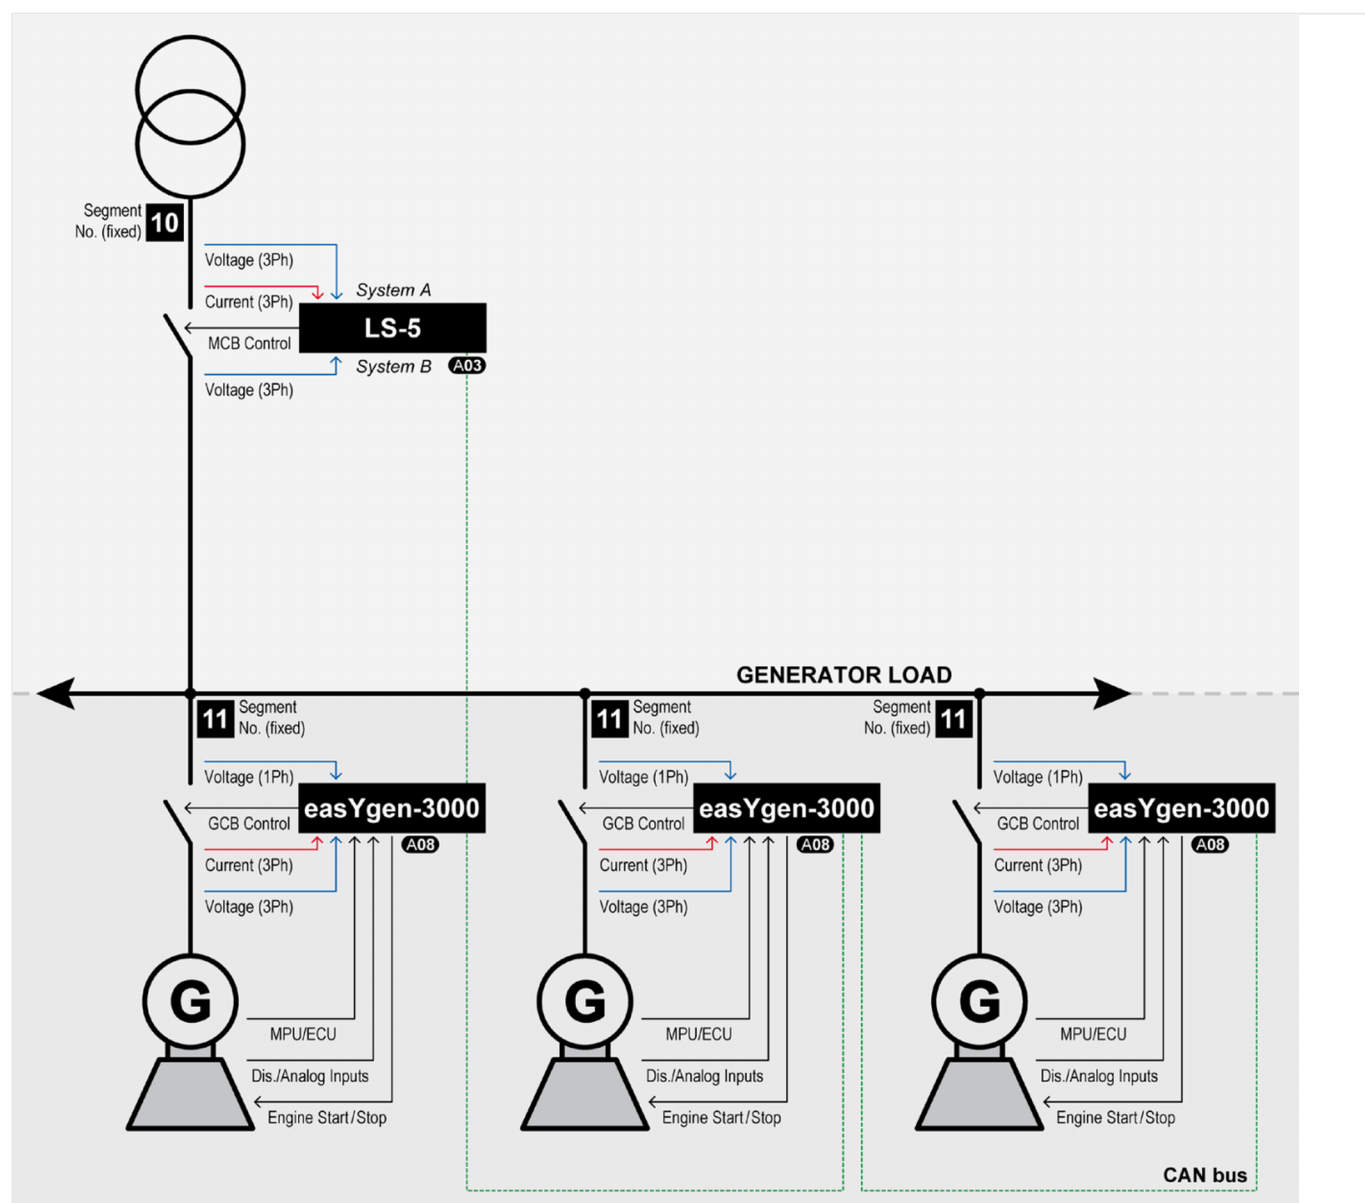 Segment
No. (fixed)
10
Voltage (3Ph)
System A
Current (3Ph)
LS-5
MCB Control
System B
A03
Voltage (3Ph)
GENERATOR LOAD
11
Segment
No. (fixed)
11
Segment
No. (fixed)
Segment
No. (fixed)
11
Voltage (1Ph)
Voltage (1Ph)
Voltage (1Ph)
easYgen-3000
easYgen-3000
easYgen-3000
GCB Control
GCB Control
GCB Control
A08
A08
A08
Current (3Ph)
Current (3Ph)
Current (3Ph)
Voltage (3Ph)
Voltage (3Ph)
Voltage (3Ph)
G
G
G
MPU/ECU
MPU/ECU
MPU/ECU
Dis./Analog Inputs
Dis./Analog Inputs
Dis./Analog Inputs
Engine Start/Stop
Engine Start/Stop
Engine Start/Stop
CAN bus